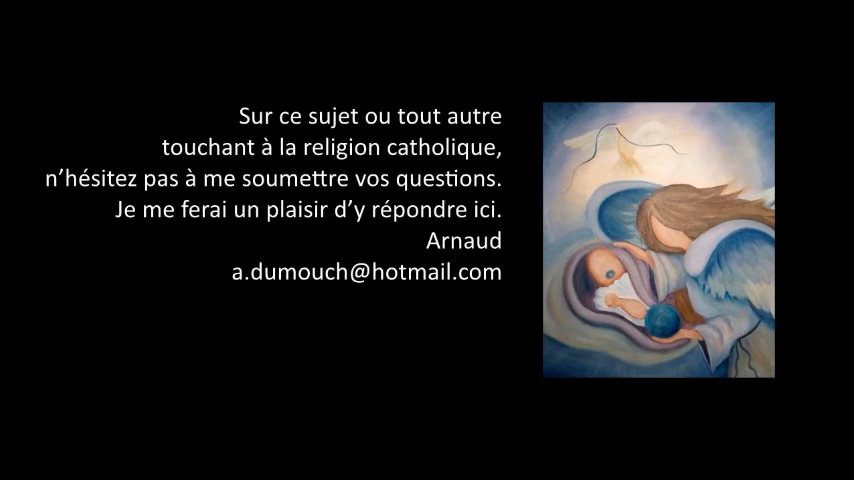 Sur ce sujet ou tout autre
touchant à la religion catholique,
n’hésitez pas à me soumettre vos questions.
Je me ferai un plaisir d’y répondre ici.
Arnaud
a.dumouch@hotmail.com